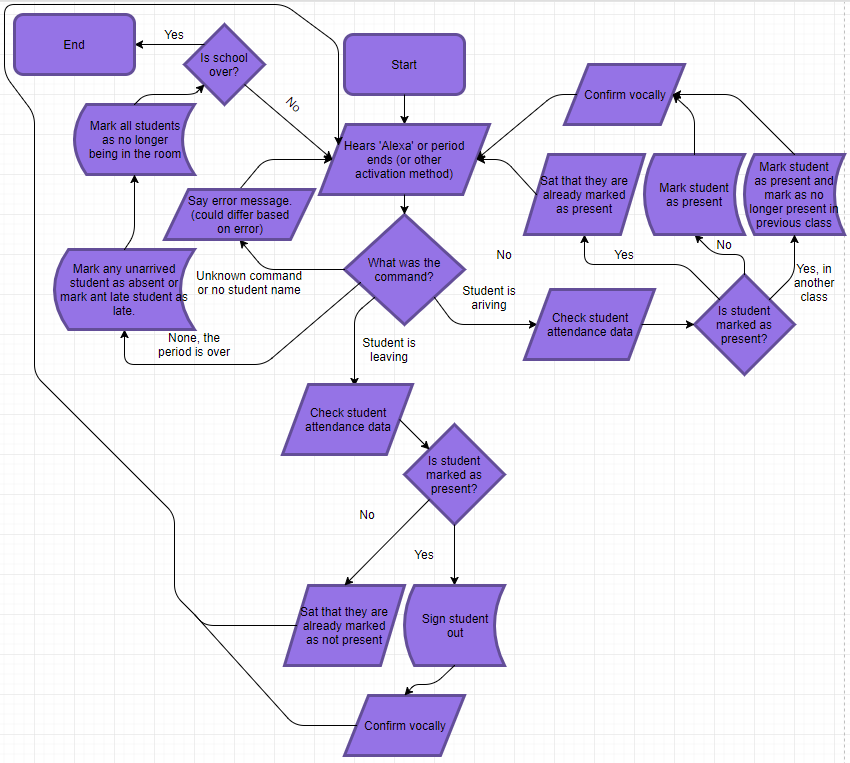 End
Yes
Is school
over?
Start
No
Confirm vocally
Mark all students
as no longer
being in the room
Hears 'Alexa' or period
ends (or other
activation method)
Sat that they are
already marked
as present
Mark student
as present
Mark student
as present and
mark as no
longer present in
previous class
Say error message.
(could differ based
on error)
What was the
command?
No
Yes
No
Yes, in
another
class
Mark any unarrived
student as absent or
mark ant late student as
late.
Unknown command
or no student name
Student is
ariving
Check student
attendance data
Is student
marked as
present?
None, the
period is over
Student is
leaving
Check student
attendance data
Is student
marked as
present?
No
Yes
Sat that they are
already marked
as not present
Sign student
out
Confirm vocally